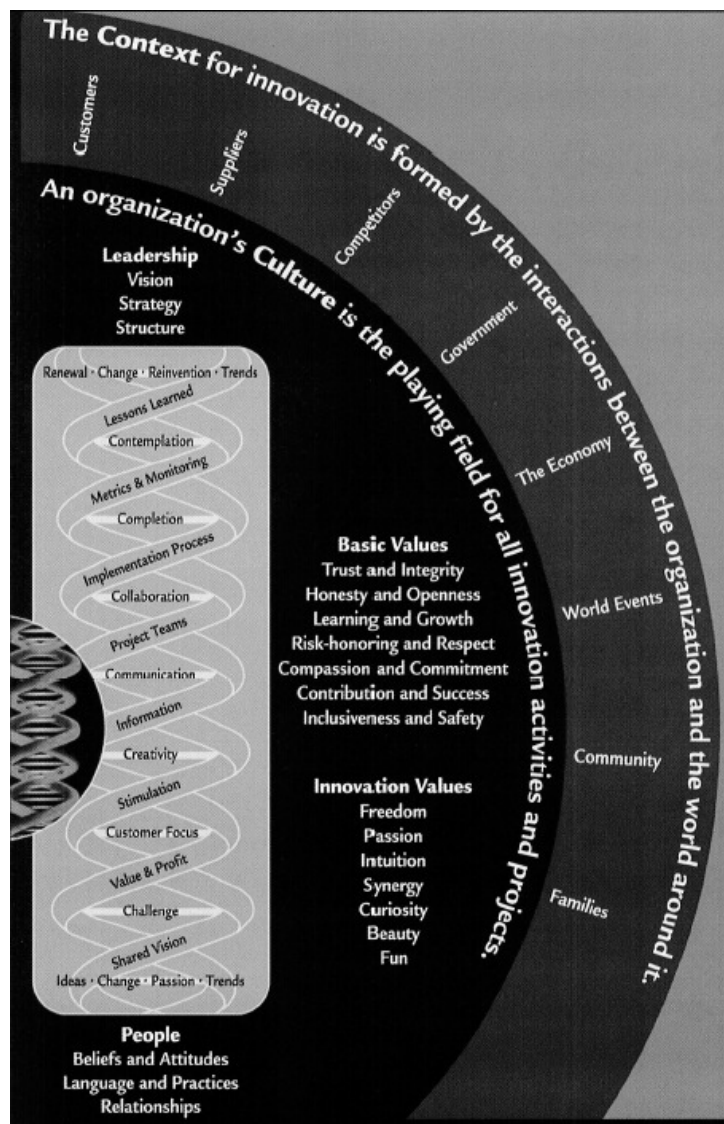 The Context for innovation is formed by the interactions between the organization and the world around it.
Customers
Suppliers
Competitors
Government
The Economy
World Events
Community
Families
An organization's Culture is the playing field for all innovation activities and projects.
Leadership
Vision
Strategy
Structure
Renewal · Change · Reinvention · Trends
Lessons Learned
Contemplation
Metrics & Monitoring
Completion
Implementation Process
Collaboration
Project Teams
Communication
Information
Creativity
Stimulation
Customer Focus
Value & Profit
Challenge
Shared Vision
Ideas · Change · Passion · Trends
People
Beliefs and Attitudes
Language and Practices
Relationships
Basic Values
Trust and Integrity
Honesty and Openness
Learning and Growth
Risk-honoring and Respect
Compassion and Commitment
Contribution and Success
Inclusiveness and Safety
Innovation Values
Freedom
Passion
Intuition
Synergy
Curiosity
Beauty
Fun